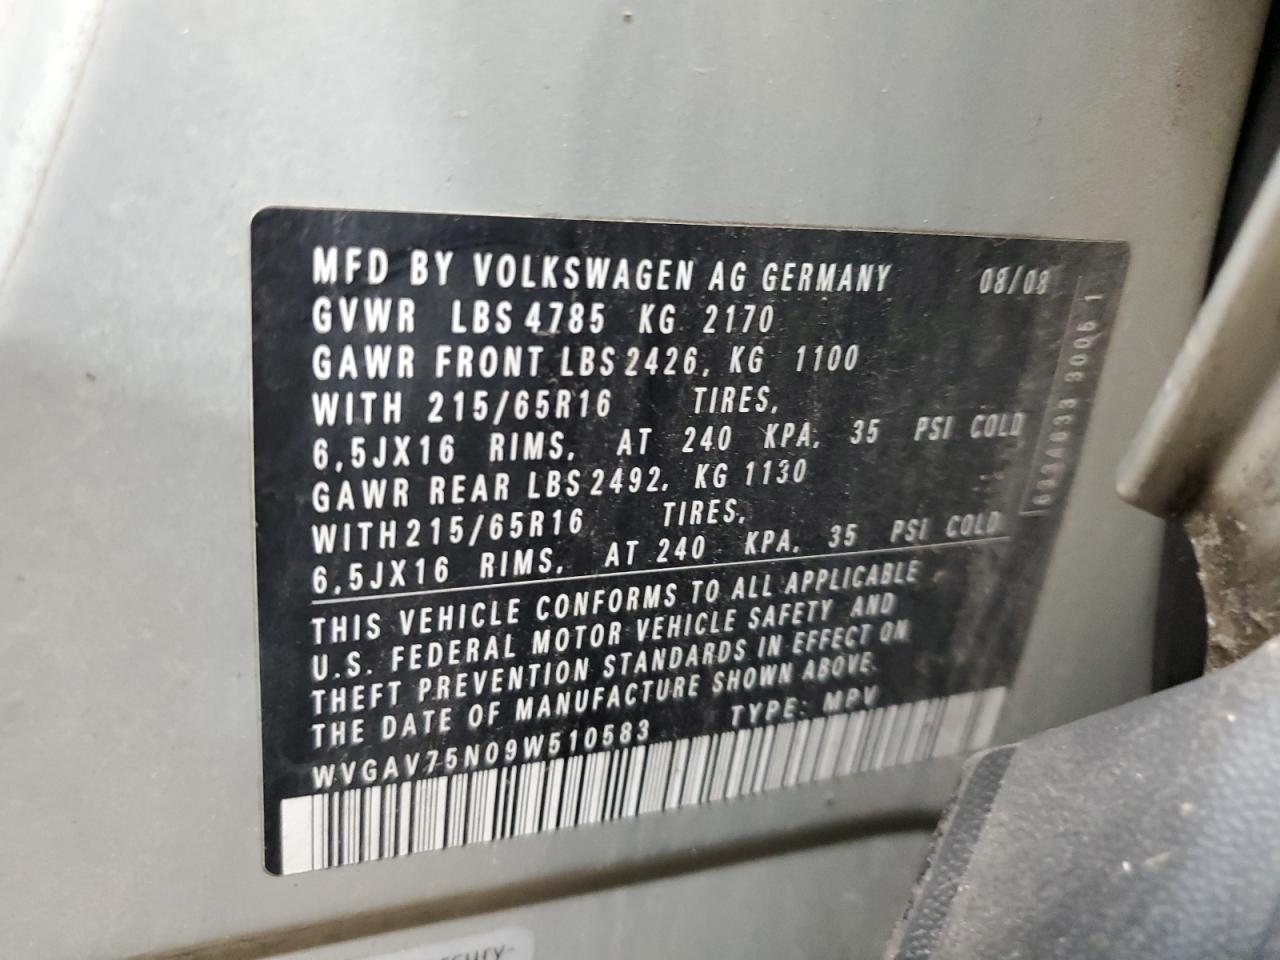 MFD BY VOLKSWAGEN AG GERMANY 08/08
GVWR LBS 4785 KG 2170
GAWR FRONT LBS 2426, KG 1100
WITH 215/65R16 TIRES,
6,5JX16 RIMS, AT 240 KPA, 35 PSI COLD
GAWR REAR LBS 2492, KG 1130
WITH 215/65R16 TIRES,
6,5JX16 RIMS, AT 240 KPA, 35 PSI COLD
THIS VEHICLE CONFORMS TO ALL APPLICABLE
U.S. FEDERAL MOTOR VEHICLE SAFETY AND
THEFT PREVENTION STANDARDS IN EFFECT ON
THE DATE OF MANUFACTURE SHOWN ABOVE.
WVGAV75N09W510583 TYPE: MPV